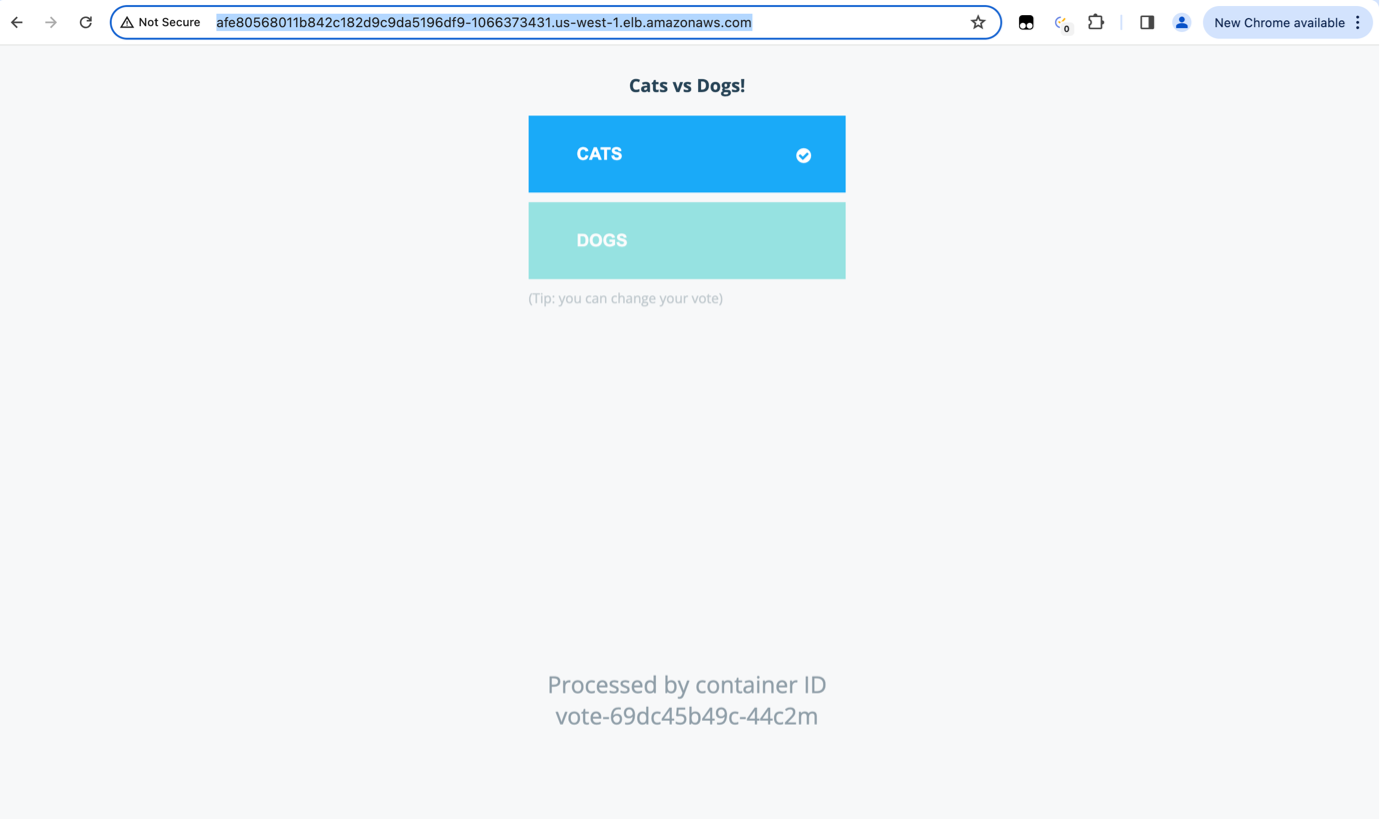 Not Secure afe80568011b842c182d9c9da5196df9-1066373431.us-west-1.elb.amazonaws.com 0 New Chrome available
Cats vs Dogs!
CATS
DOGS
(Tip: you can change your vote)
Processed by container ID
vote-69dc45b49c-44c2m